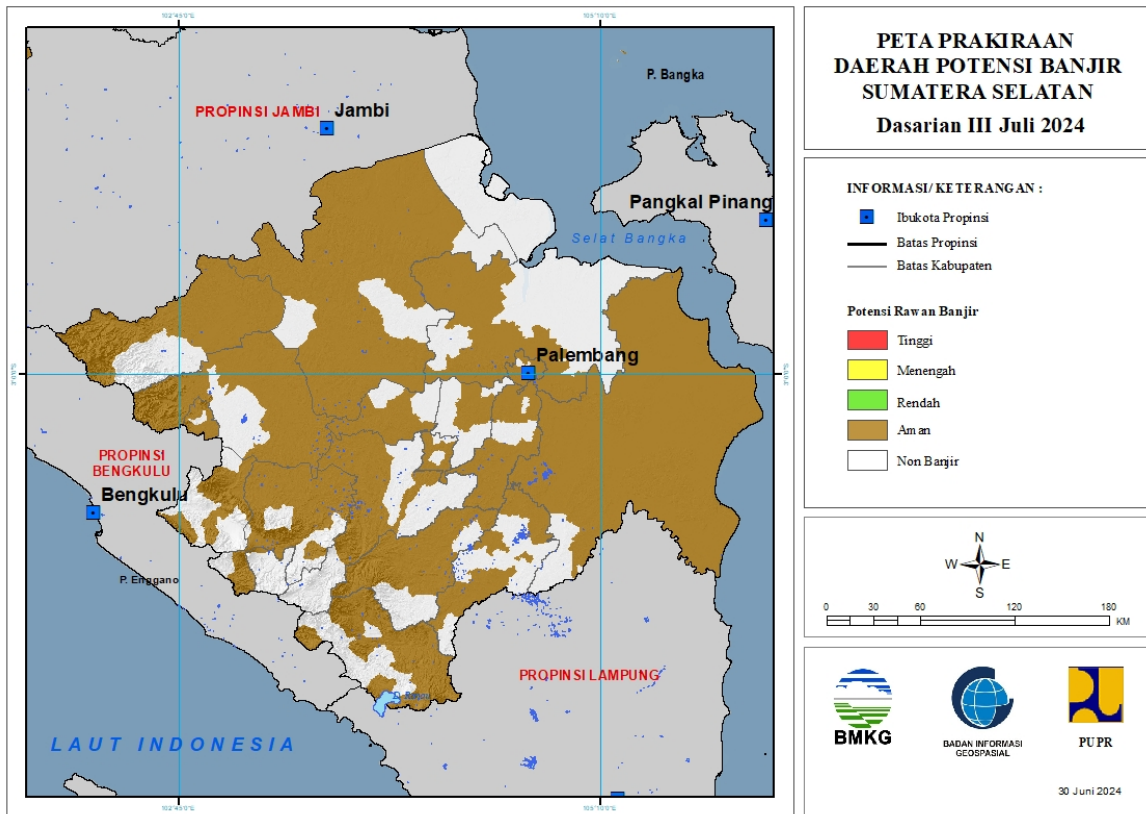 PETA PRAKIRAAN
DAERAH POTENSI BANJIR
SUMATERA SELATAN
Dasarian III Juli 2024
INFORMASI/ KETERANGAN :
Ibukota Propinsi
Batas Propinsi
Batas Kabupaten
Potensi Rawan Banjir
Tinggi
Menengah
Rendah
Aman
Non Banjir
N
W E
S
0 30 60 120 180
KM
BMKG
BADAN INFORMASI
GEOSPASIAL
PUPR
30 Juni 2024
P. Bangka
PROPINSI JAMBI
Jambi
Pangkal Pinang
Selat Bangka
Palembang
PROPINSI
BENGKULU
Bengkulu
P. Enggano
PROPINSI LAMPUNG
LAUT INDONESIA